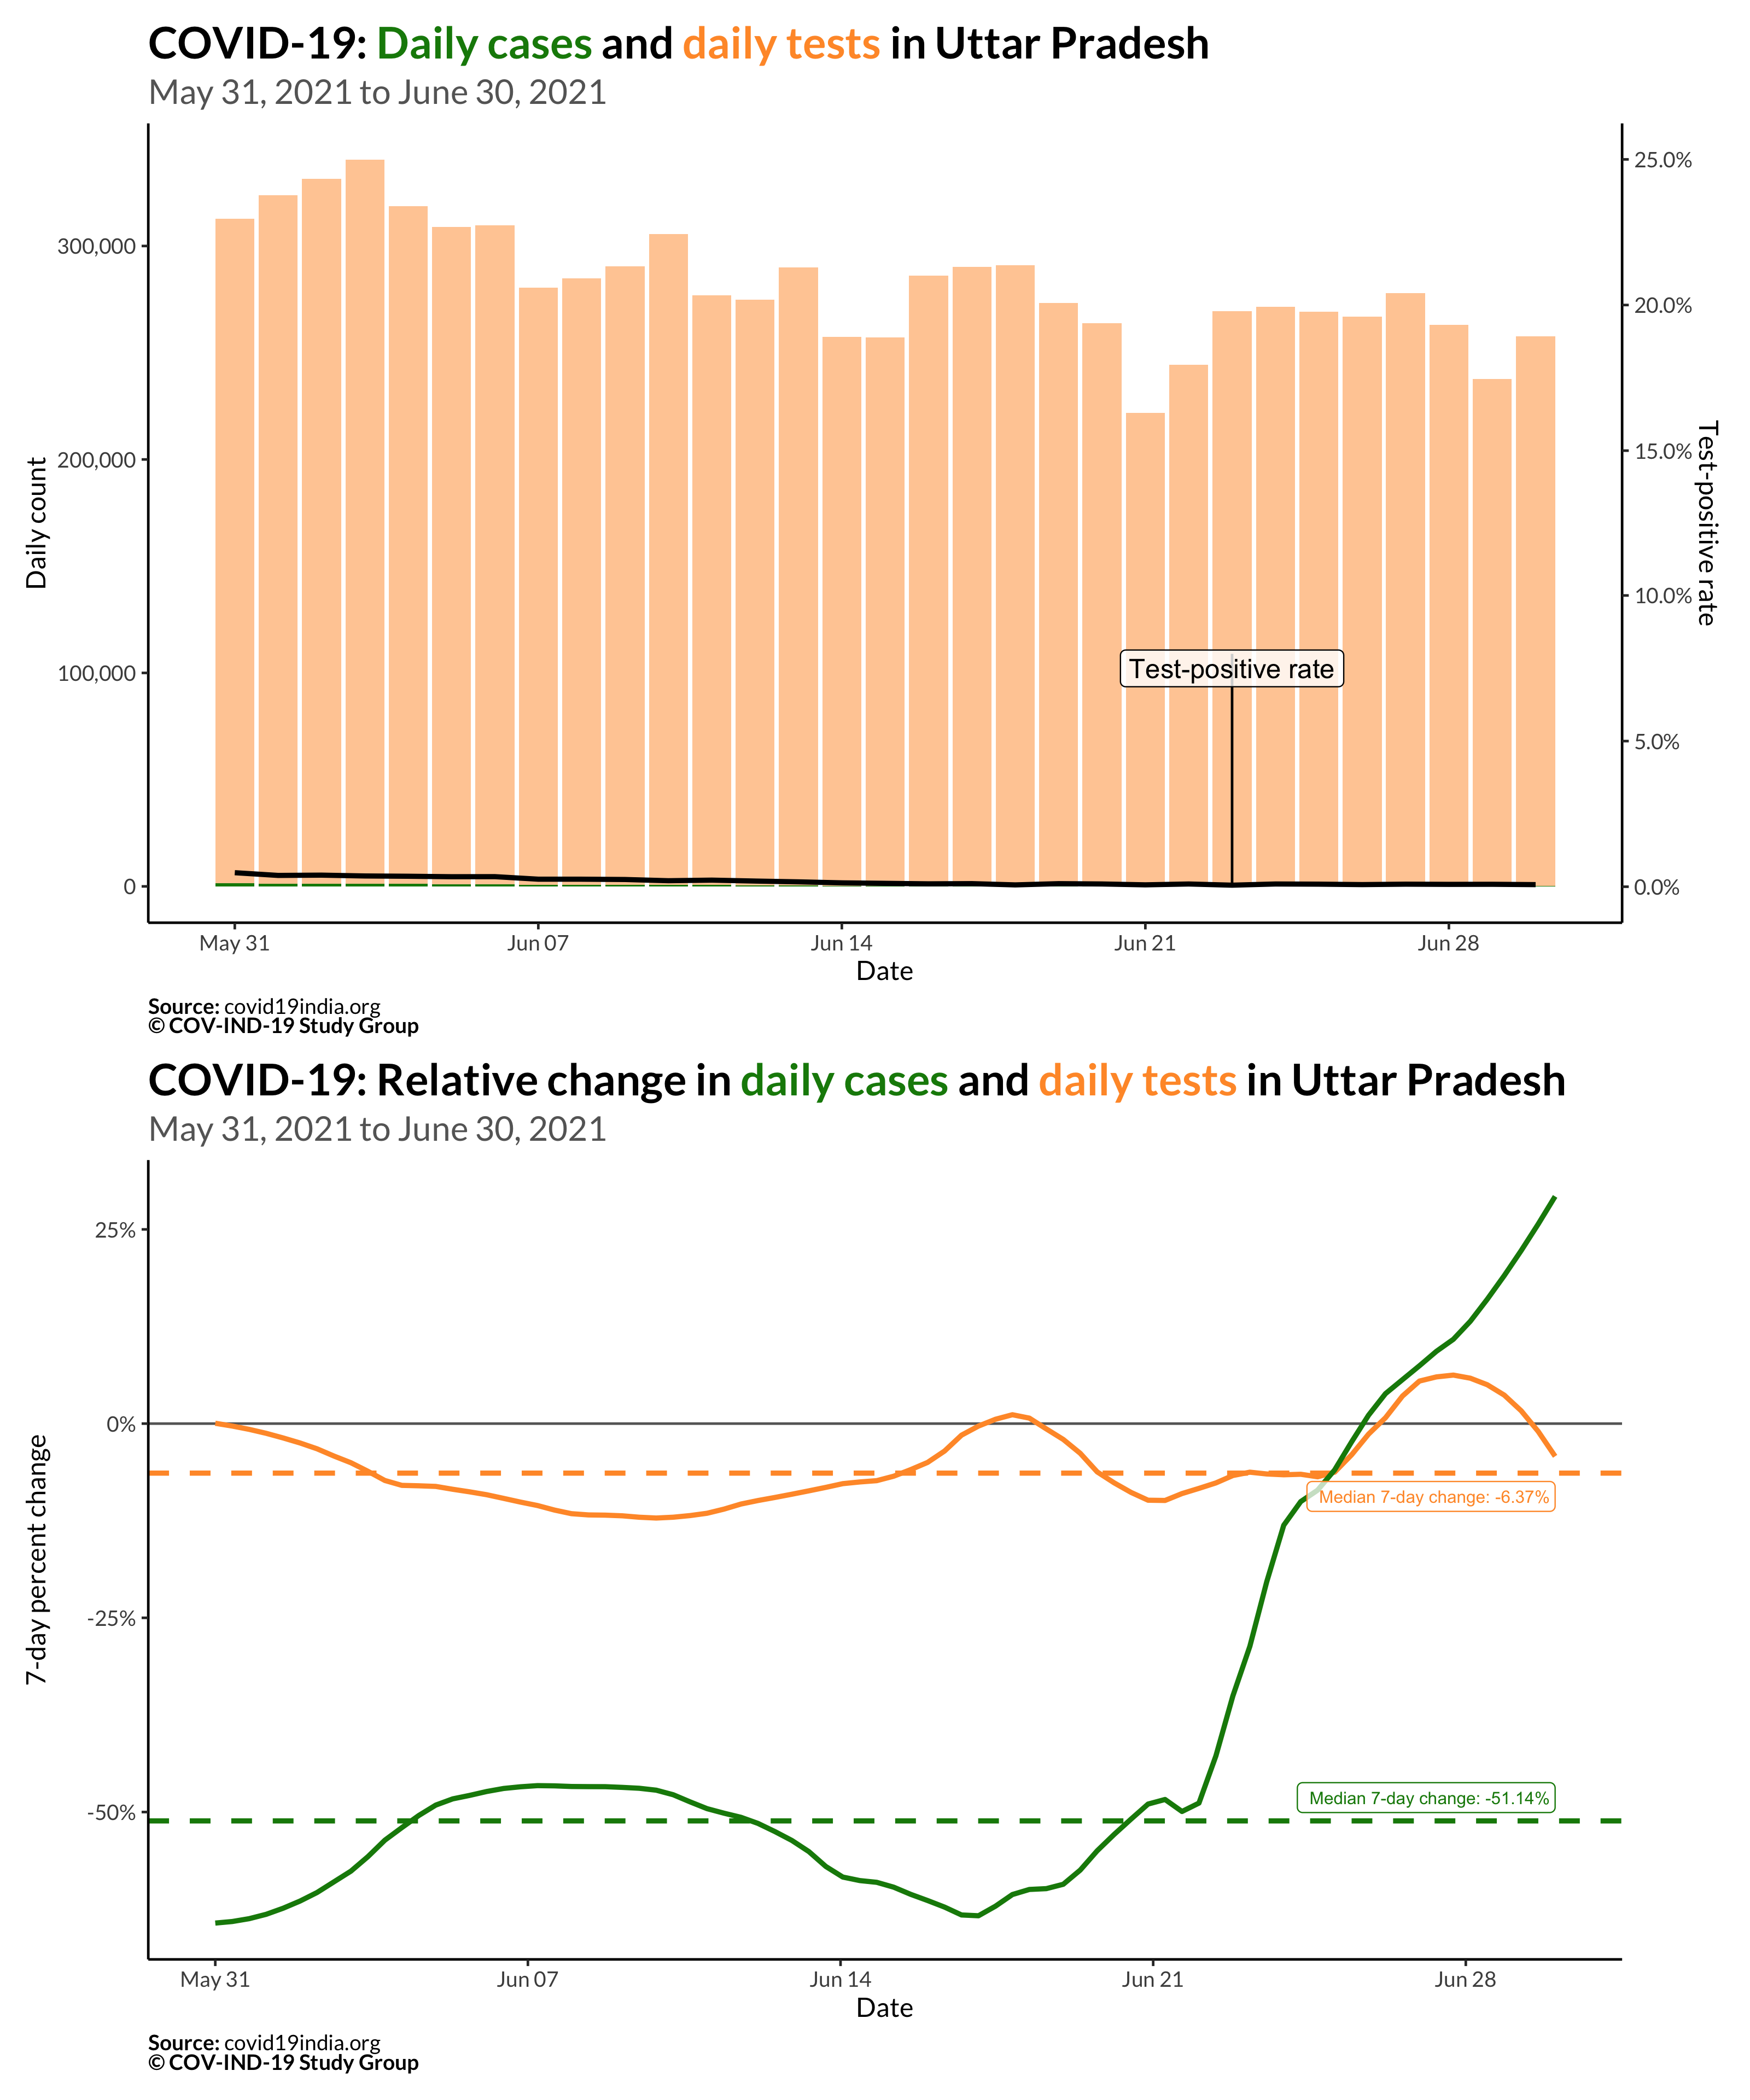 COVID-19: Daily cases and daily tests in Uttar Pradesh
May 31, 2021 to June 30, 2021
Daily count
300,000
200,000
100,000
0
25.0%
20.0%
15.0%
10.0%
5.0%
0.0%
Test-positive rate
Test-positive rate
May 31
Jun 07
Jun 14
Jun 21
Jun 28
Date
Source: covid19india.org
© COV-IND-19 Study Group
COVID-19: Relative change in daily cases and daily tests in Uttar Pradesh
May 31, 2021 to June 30, 2021
7-day percent change
25%
0%
-25%
-50%
Median 7-day change: -6.37%
Median 7-day change: -51.14%
May 31
Jun 07
Jun 14
Jun 21
Jun 28
Date
Source: covid19india.org
© COV-IND-19 Study Group